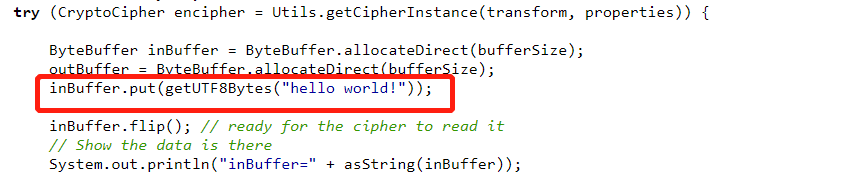 try (CryptoCipher encipher = Utils.getCipherInstance(transform, properties)) {
ByteBuffer inBuffer = ByteBuffer.allocateDirect(bufferSize);
outBuffer = ByteBuffer.allocateDirect(bufferSize);
inBuffer.put(getUTF8Bytes("hello world!"));
inBuffer.flip(); // ready for the cipher to read it
// Show the data is there
System.out.println("inBuffer=" + asString(inBuffer));